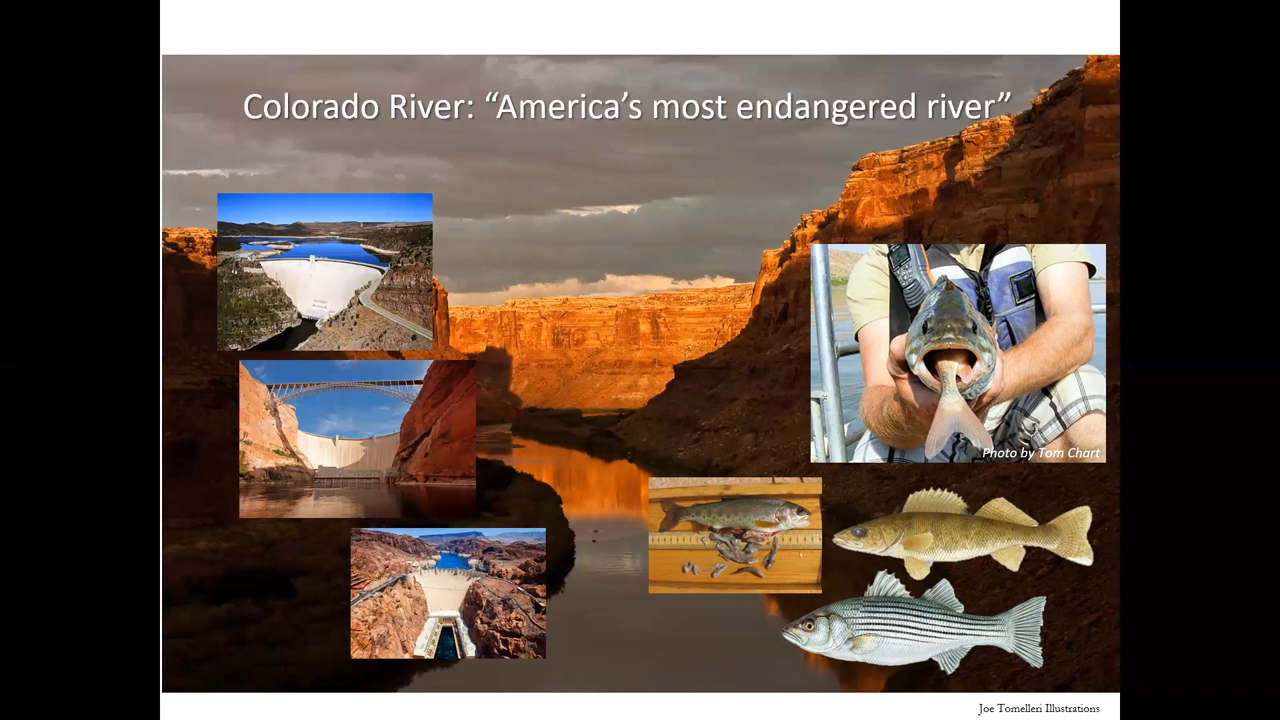 Colorado River: “America’s most endangered river”
Photo by Tom Chart
Joe Tomelleri Illustrations